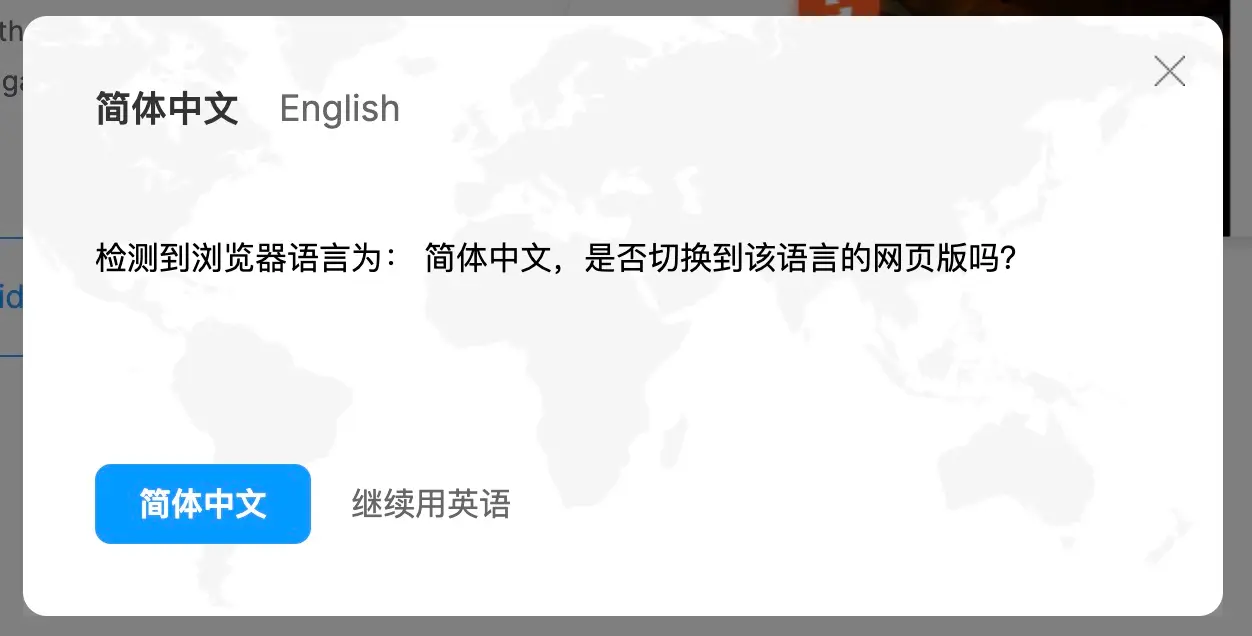 th
ga
简体中文 English
检测到浏览器语言为： 简体中文，是否切换到该语言的网页版吗？
id
简体中文 继续用英语